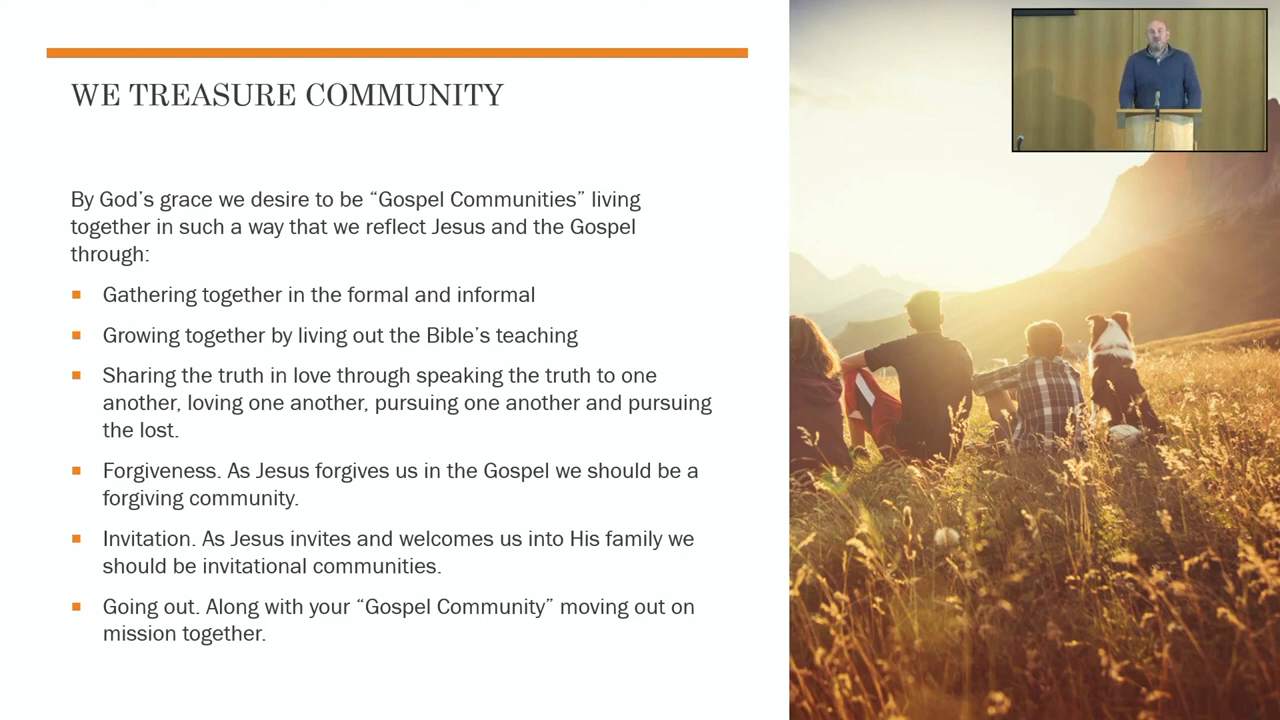 WE TREASURE COMMUNITY
By God’s grace we desire to be “Gospel Communities” living
together in such a way that we reflect Jesus and the Gospel
through:
Gathering together in the formal and informal
Growing together by living out the Bible’s teaching
Sharing the truth in love through speaking the truth to one
another, loving one another, pursuing one another and pursuing
the lost.
Forgiveness. As Jesus forgives us in the Gospel we should be a
forgiving community.
Invitation. As Jesus invites and welcomes us into His family we
should be invitational communities.
Going out. Along with your “Gospel Community” moving out on
mission together.